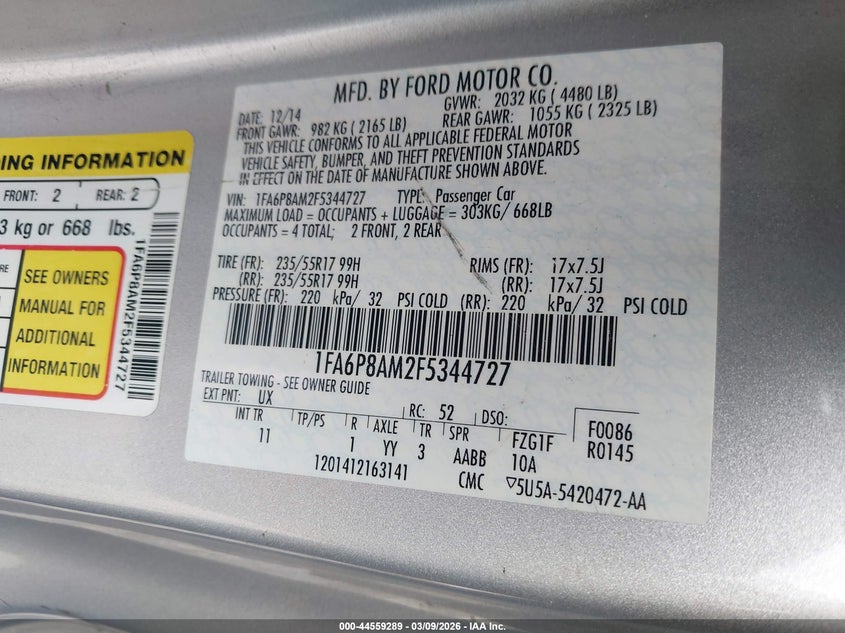 MFD. BY FORD MOTOR CO.
DATE: 12/14
GVWR: 2032 KG ( 4480 LB)
FRONT GAWR: 982 KG ( 2165 LB)
REAR GAWR: 1055 KG ( 2325 LB)
THIS VEHICLE CONFORMS TO ALL APPLICABLE FEDERAL MOTOR
VEHICLE SAFETY, BUMPER, AND THEFT PREVENTION STANDARDS
IN EFFECT ON THE DATE OF MANUFACTURE SHOWN ABOVE.
VIN: 1FA6P8AM2F5344727 TYPE: Passenger Car
MAXIMUM LOAD = OCCUPANTS + LUGGAGE = 303KG/ 668LB
OCCUPANTS = 4 TOTAL; 2 FRONT, 2 REAR
TIRE (FR): 235/55R17 99H RIMS (FR): 17x7.5J
(RR): 235/55R17 99H (RR): 17x7.5J
PRESSURE (FR): 220 kPa/ 32 PSI COLD (RR): 220 kPa/ 32 PSI COLD
1FA6P8AM2F5344727
TRAILER TOWING - SEE OWNER GUIDE
EXT PNT: UX RC: 52 DSO: F0086
INT TR TP/PS R AXLE TR SPR FZG1F R0145
11 1 YY 3 AABB 10A
1201412163141 CMC ▽5U5A-5420472-AA
ING INFORMATION
FRONT: 2 REAR: 2
3 kg or 668 lbs.
RE
SEE OWNERS
MANUAL FOR
ADDITIONAL
INFORMATION
1FA6P8AM2F5344727
000-44559289 - 03/09/2026 - IAA Inc.